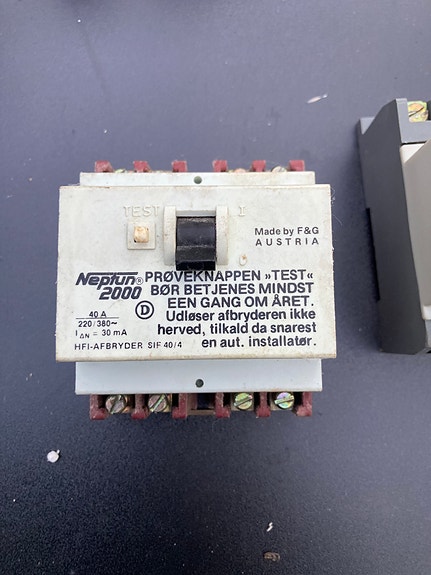 TEST I
Made by F&G
AUSTRIA
Neptun® PRØVEKNAPPEN »TEST«
2000 BØR BETJENES MINDST
D EEN GANG OM ÅRET.
40 A Udløser afbryderen ikke
220/380~ herved, tilkald da snarest
I ΔN = 30 mA en aut. installatør.
HFI-AFBRYDER SIF 40/4